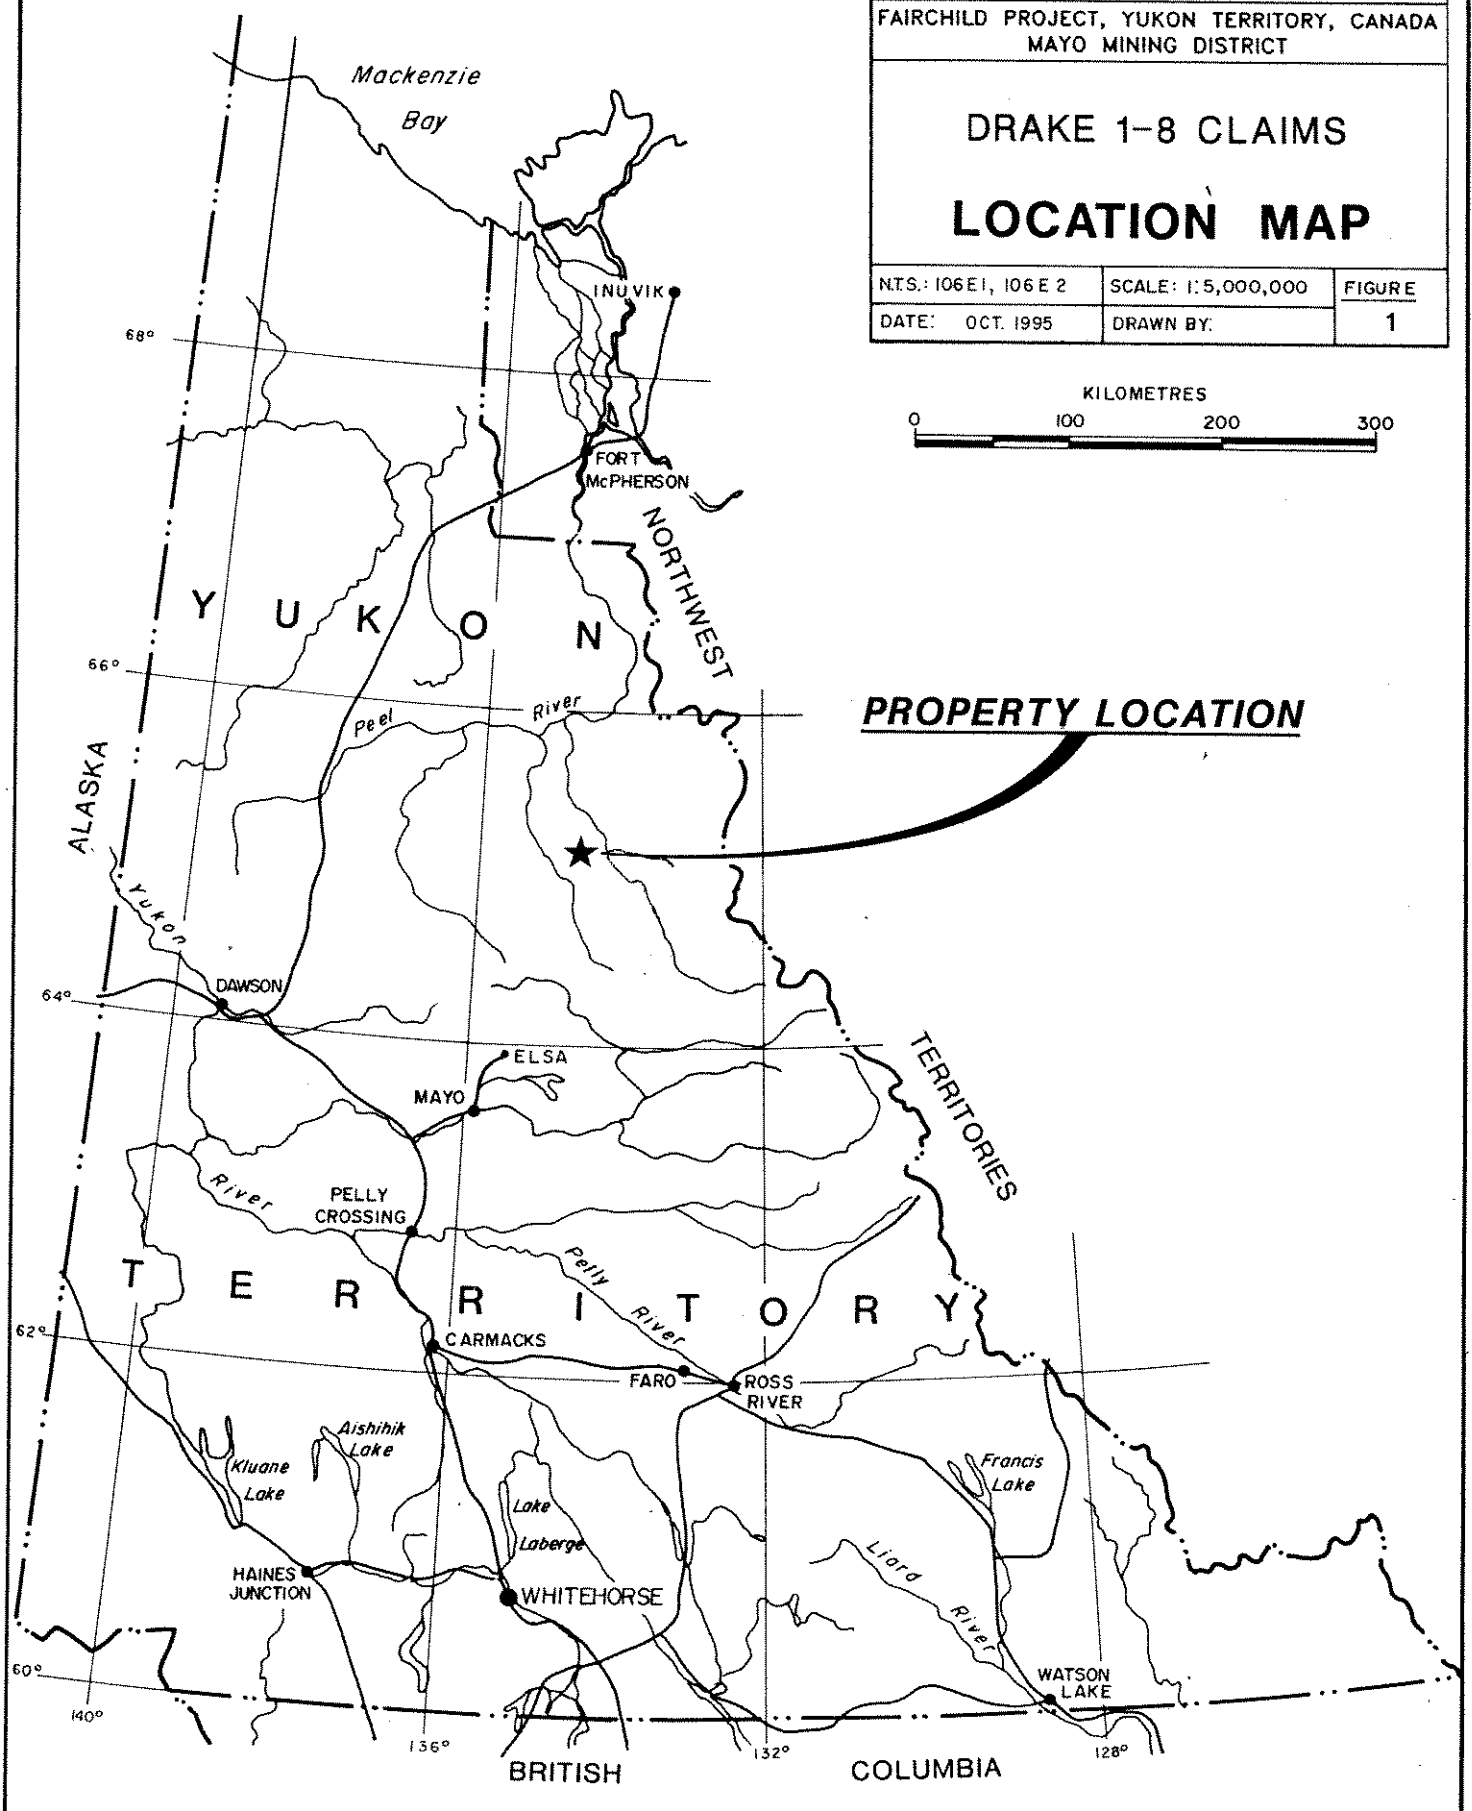 FAIRCHILD PROJECT, YUKON TERRITORY, CANADA
MAYO MINING DISTRICT
DRAKE 1-8 CLAIMS
LOCATION MAP
N.T.S.: 106E1, 106E2
SCALE: 1:5,000,000
FIGURE
1
DATE: OCT. 1995
DRAWN BY:
KILOMETRES
0 100 200 300
Mackenzie
Bay
INUVIK
68°
FORT
McPHERSON
NORTHWEST
YUKON
66°
Peel River
PROPERTY LOCATION
ALASKA
Yukon
DAWSON
64°
ELSA
MAYO
TERRITORIES
River
PELLY
CROSSING
Pelly
River
TERRITORY
62°
CARMACKS
FARO
ROSS
RIVER
Aishihik
Lake
Kluane
Lake
Francis
Lake
Lake
Laberge
Liard
River
HAINES
JUNCTION
WHITEHORSE
WATSON
LAKE
60°
140°
136°
132°
128°
BRITISH COLUMBIA